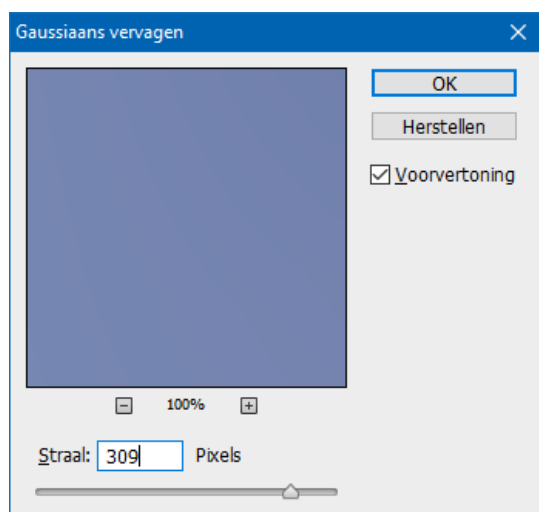 Gaussiaans vervagen
OK
Herstellen
Voorvertoning
100%
Straal: 309 Pixels